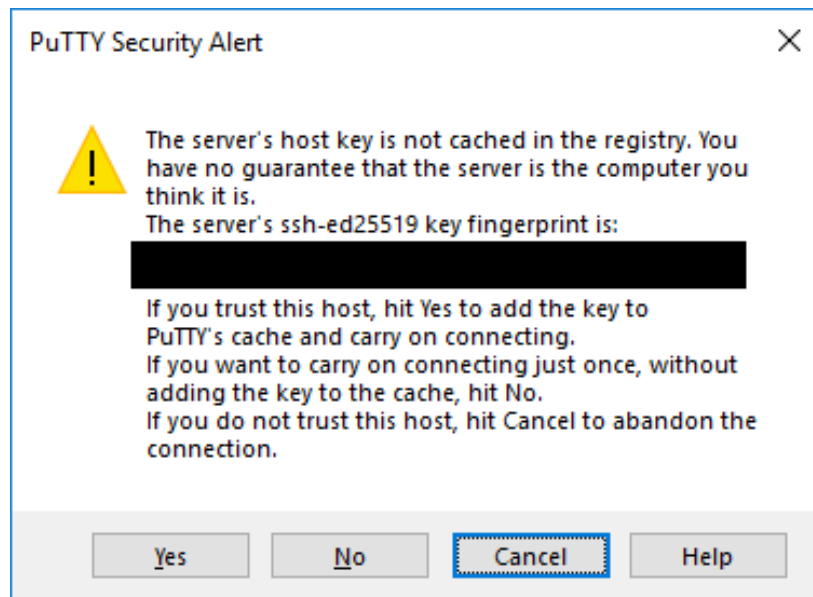 PuTTY Security Alert
The server's host key is not cached in the registry. You
have no guarantee that the server is the computer you
think it is.
The server's ssh-ed25519 key fingerprint is:
If you trust this host, hit Yes to add the key to
PuTTY's cache and carry on connecting.
If you want to carry on connecting just once, without
adding the key to the cache, hit No.
If you do not trust this host, hit Cancel to abandon the
connection.
Yes No Cancel Help